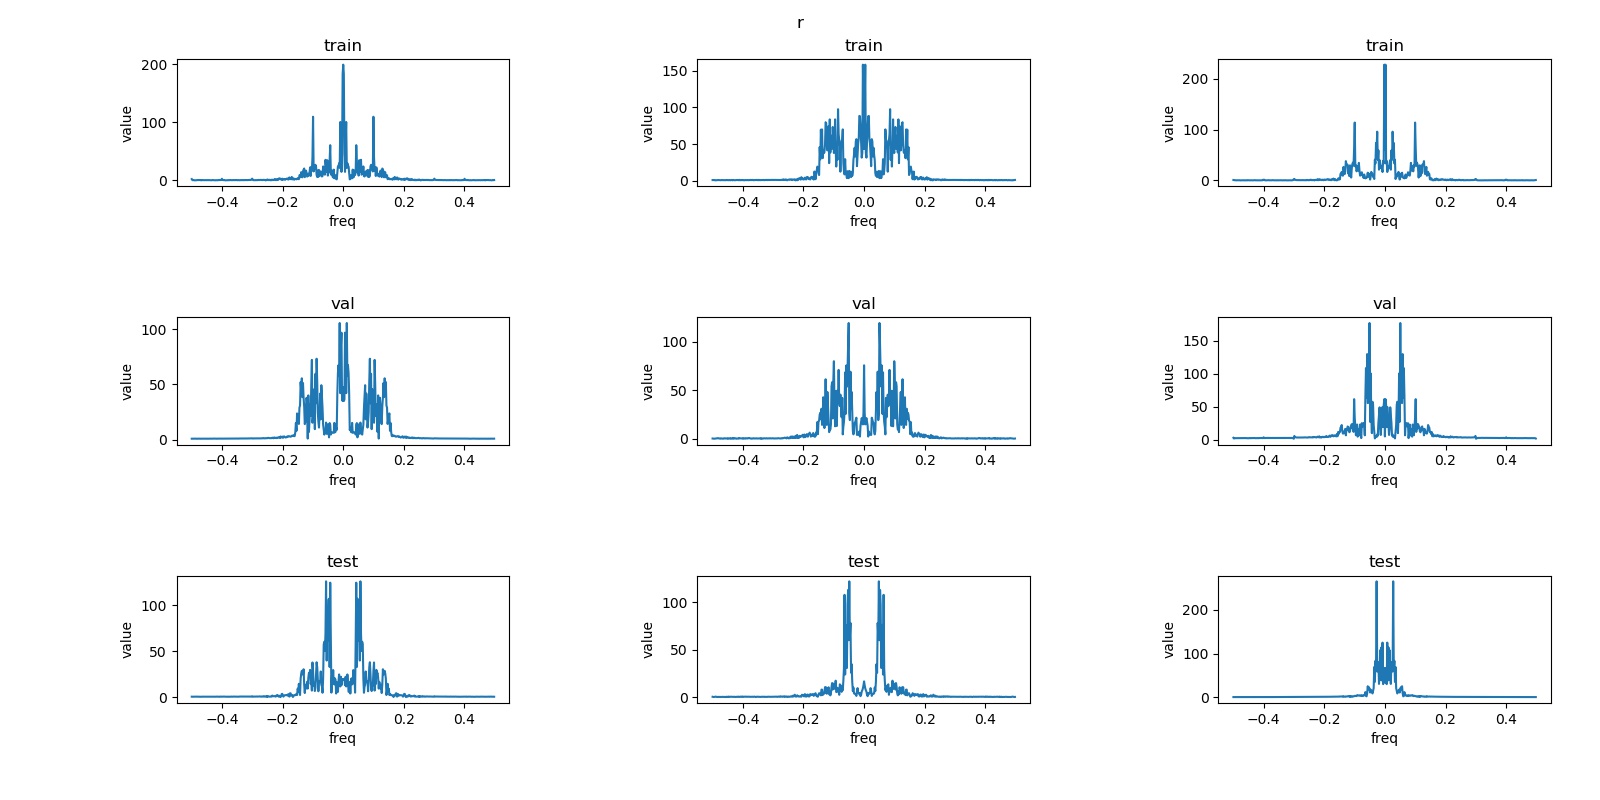 r
train train train
value 200 100 0 value 150 100 50 0 value 200 100 0
−0.4 −0.2 0.0 0.2 0.4 −0.4 −0.2 0.0 0.2 0.4 −0.4 −0.2 0.0 0.2 0.4
freq freq freq
val val val
value 100 50 0 value 100 50 0 value 150 100 50 0
−0.4 −0.2 0.0 0.2 0.4 −0.4 −0.2 0.0 0.2 0.4 −0.4 −0.2 0.0 0.2 0.4
freq freq freq
test test test
value 100 50 0 value 100 50 0 value 200 100 0
−0.4 −0.2 0.0 0.2 0.4 −0.4 −0.2 0.0 0.2 0.4 −0.4 −0.2 0.0 0.2 0.4
freq freq freq